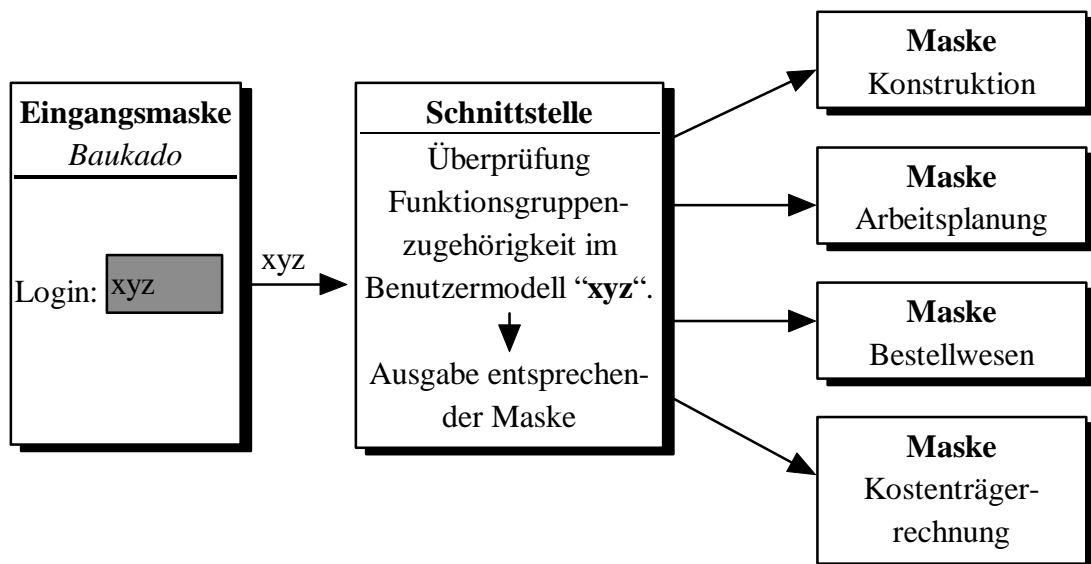 Eingangsmaske
Baukado
Login: xyz
xyz
Schnittstelle
Überprüfung
Funktionsgruppen-
zugehörigkeit im
Benutzermodell “xyz“.
Ausgabe entsprechen-
der Maske
Maske
Konstruktion
Maske
Arbeitsplanung
Maske
Bestellwesen
Maske
Kostenträger-
rechnung